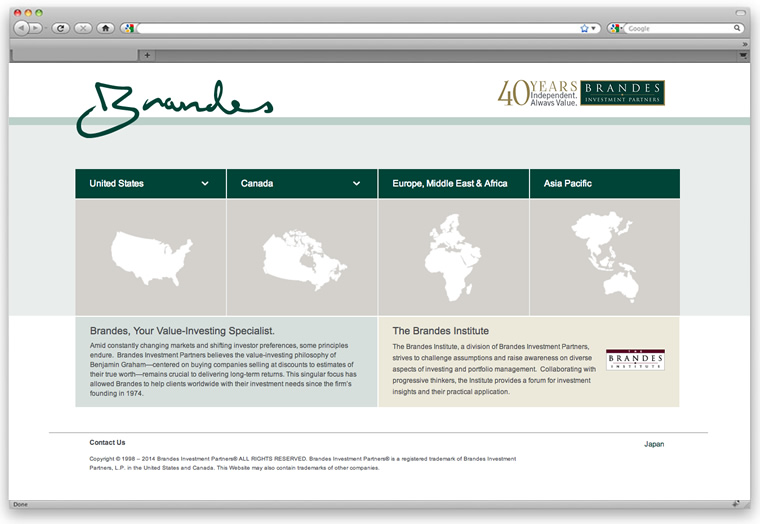 Google
Brandes
40 YEARS
Independent.
Always Value.
BRANDES
INVESTMENT PARTNERS
United States
Canada
Europe, Middle East & Africa
Asia Pacific
Brandes, Your Value-Investing Specialist.
Amid constantly changing markets and shifting investor preferences, some principles
endure. Brandes Investment Partners believes the value-investing philosophy of
Benjamin Graham—centered on buying companies selling at discounts to estimates of
their true worth—remains crucial to delivering long-term returns. This singular focus has
allowed Brandes to help clients worldwide with their investment needs since the firm's
founding in 1974.
The Brandes Institute
The Brandes Institute, a division of Brandes Investment Partners,
strives to challenge assumptions and raise awareness on diverse
aspects of investing and portfolio management. Collaborating with
progressive thinkers, the Institute provides a forum for investment
insights and their practical application.
THE
BRANDES
INSTITUTE
Contact Us
Japan
Copyright © 1998 – 2014 Brandes Investment Partners® ALL RIGHTS RESERVED. Brandes Investment Partners® is a registered trademark of Brandes Investment
Partners, L.P. in the United States and Canada. This Website may also contain trademarks of other companies.
Done